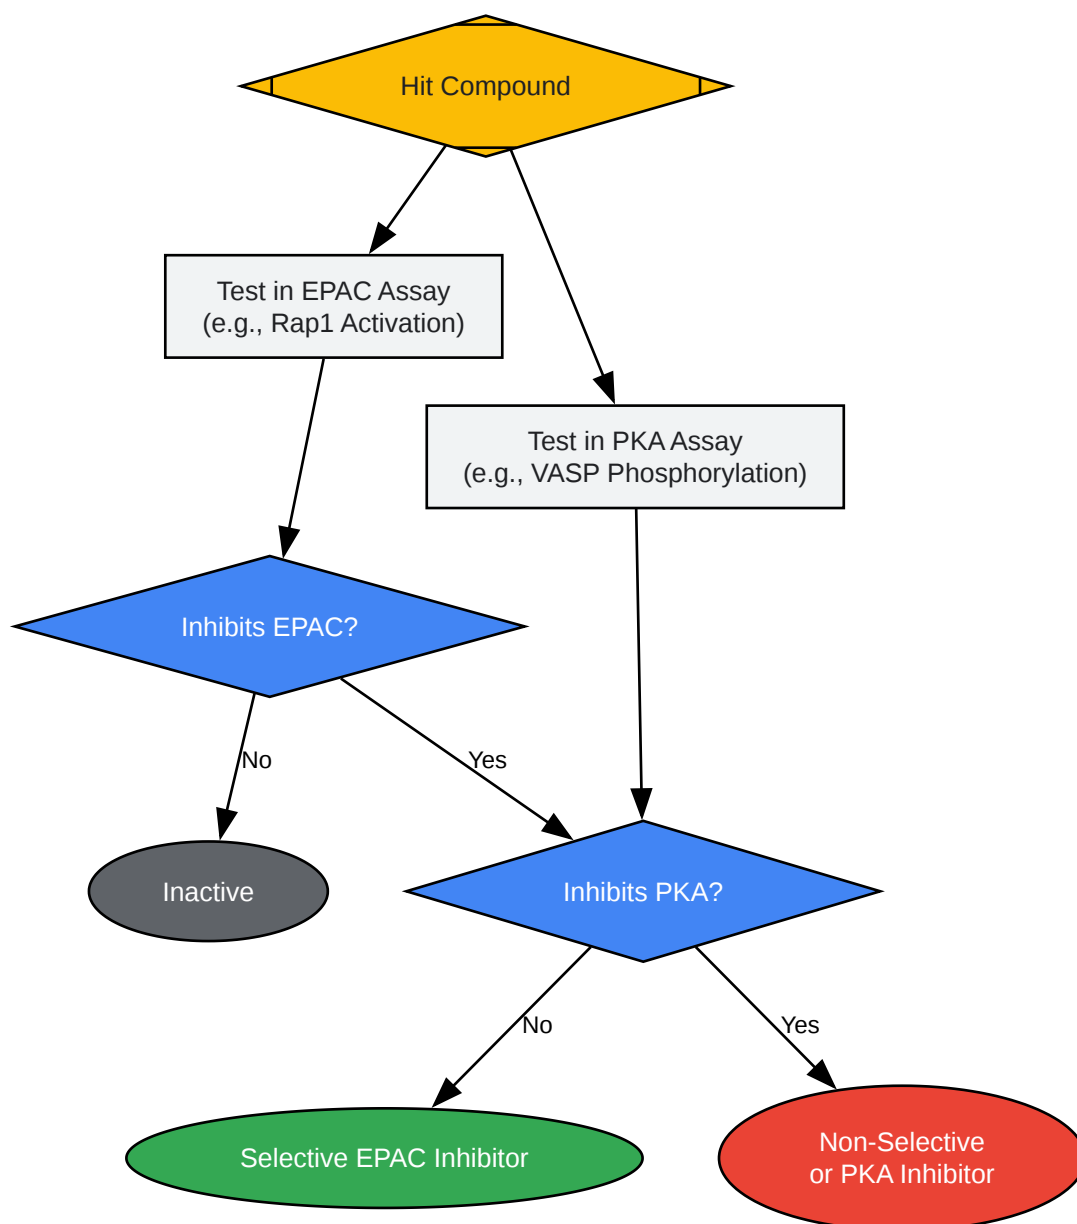 Hit Compound
Test in EPAC Assay
(e.g., Rap1 Activation)
Test in PKA Assay
(e.g., VASP Phosphorylation)
Inhibits EPAC?
No
Yes
Inactive
Inhibits PKA?
No
Yes
Selective EPAC Inhibitor
Non-Selective
or PKA Inhibitor